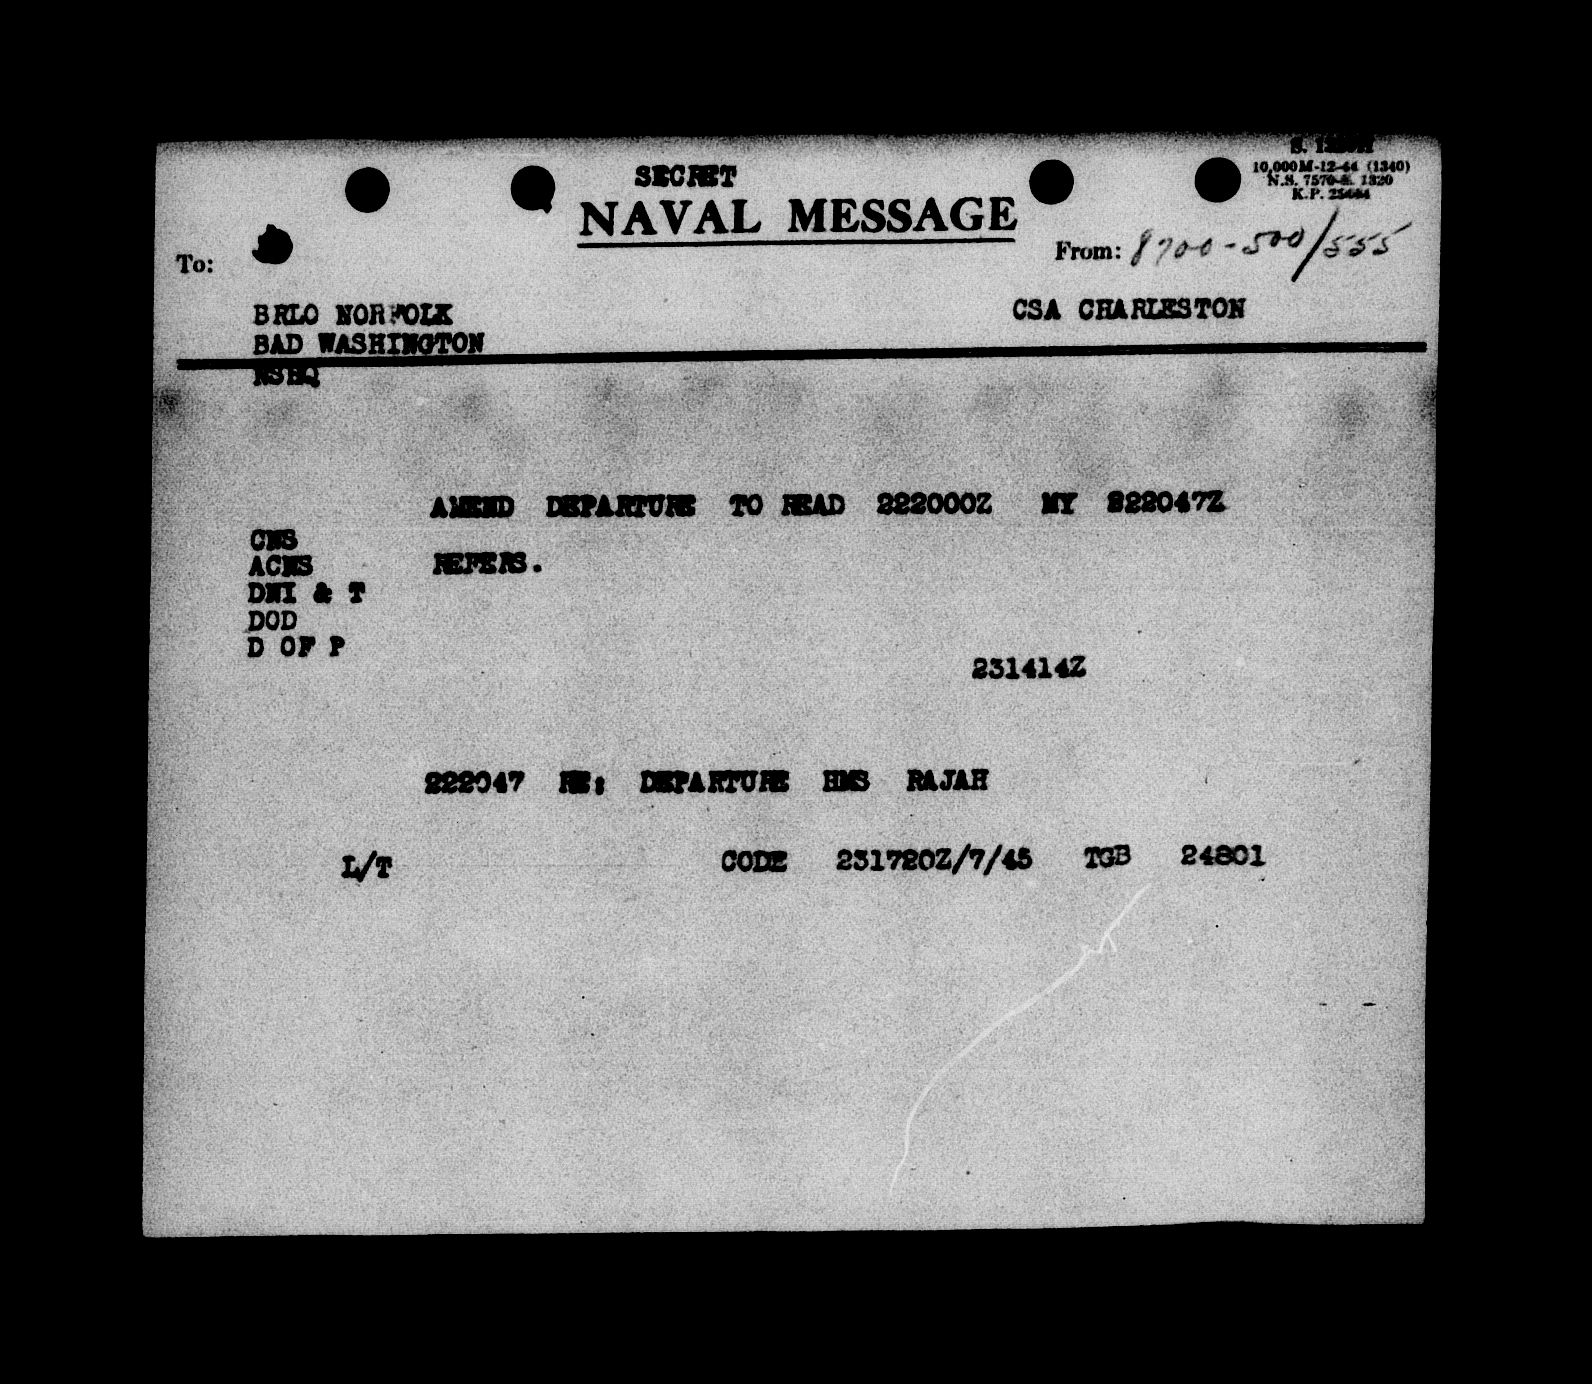 SECRET
10,000M-12-44 (1340)
N.S. 7570- 1320
K.P.
NAVAL MESSAGE
To:
From: 8700-500/555
BRLO NORFOLK
CSA CHARLESTON
BAD WASHINGTON
NSHQ
AMEND DEPARTURE TO READ 222000Z MY 222047Z
CNS
ACNS
REFERS.
DNI & T
DOD
D OF P
231414Z
222047 RE: DEPARTURE HMS RAJAH
L/T
CODE 231720Z/7/45 TGB 24801